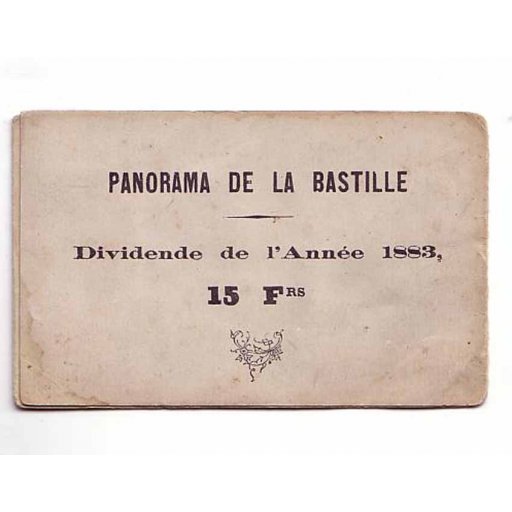 PANORAMA DE LA BASTILLE
Dividende de l'Année 1883,
15 FRS